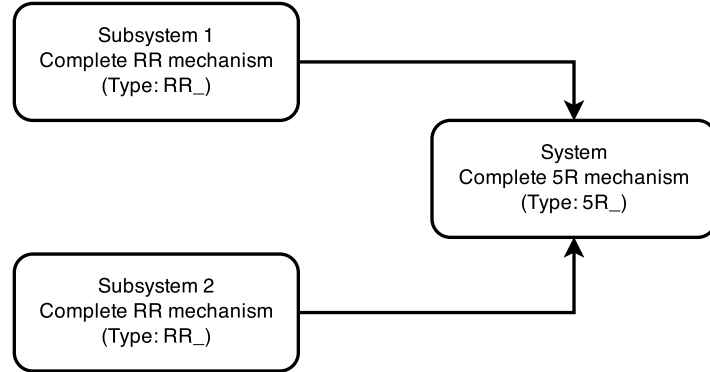 Subsystem 1
Complete RR mechanism
(Type: RR_)
System
Complete 5R mechanism
(Type: 5R_)
Subsystem 2
Complete RR mechanism
(Type: RR_)